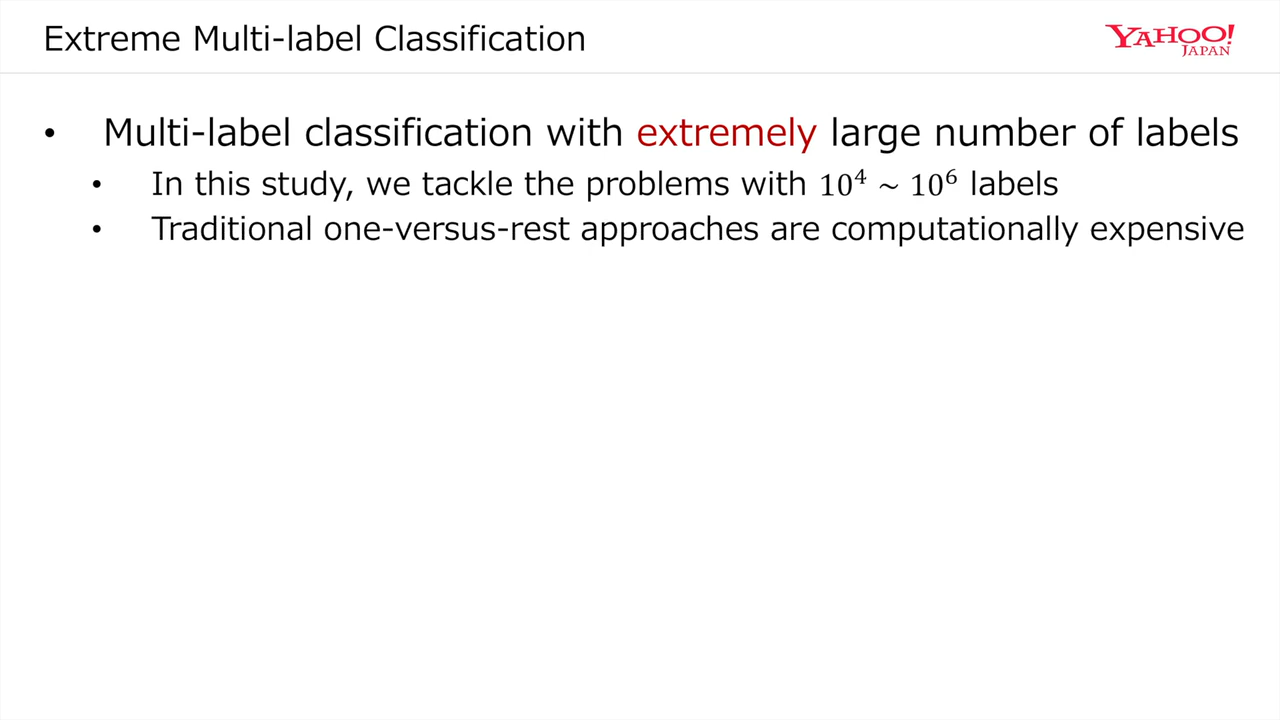 Extreme Multi-label Classification
YAHOO!
JAPAN
• Multi-label classification with extremely large number of labels
• In this study, we tackle the problems with 10⁴ ~ 10⁶ labels
• Traditional one-versus-rest approaches are computationally expensive